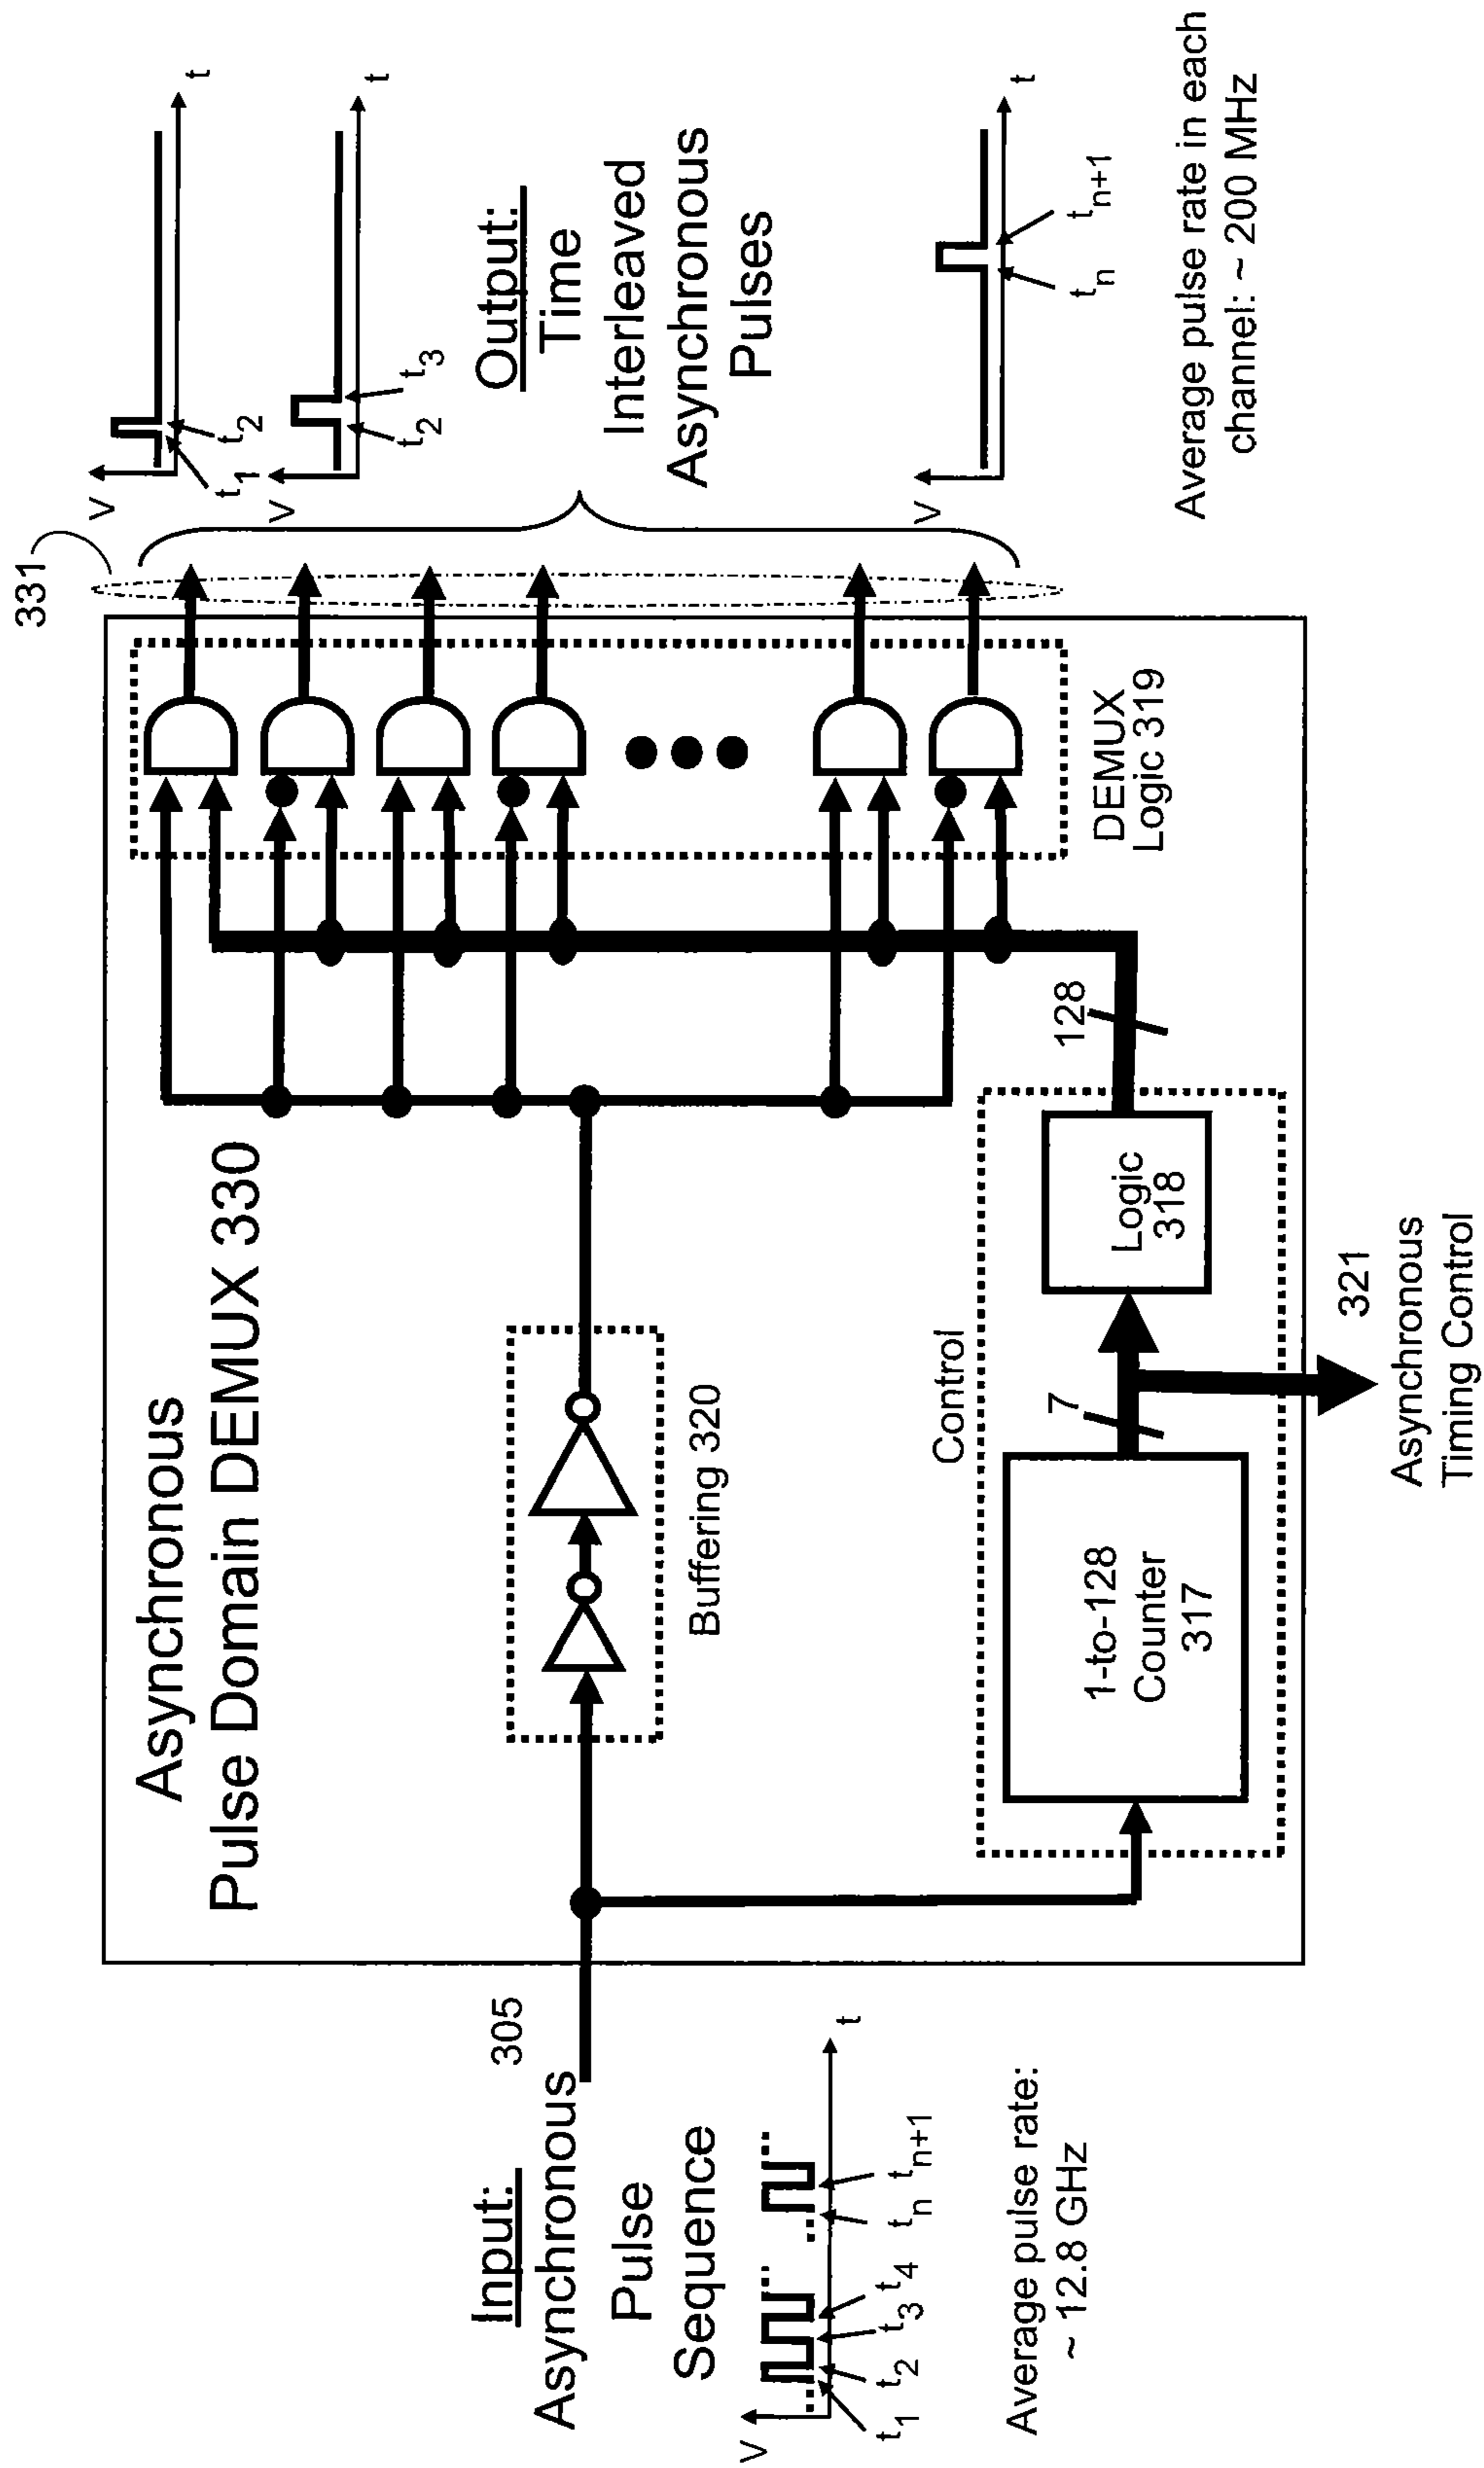 Asynchronous
Pulse Domain DEMUX 330
Input:
Asynchronous
Pulse
Sequence
305
V
t
t1
t2
t3
t4
tn
tn+1
Average pulse rate:
~ 12.8 GHz
Buffering 320
Control
1-to-128
Counter
317
7
Logic
318
128
321
Asynchronous
Timing Control
DEMUX
Logic 319
331
V
t
t1
t2
V
t
t2
t3
Output:
Time
Interleaved
Asynchronous
Pulses
V
t
tn
tn+1
Average pulse rate in each
channel: ~ 200 MHz